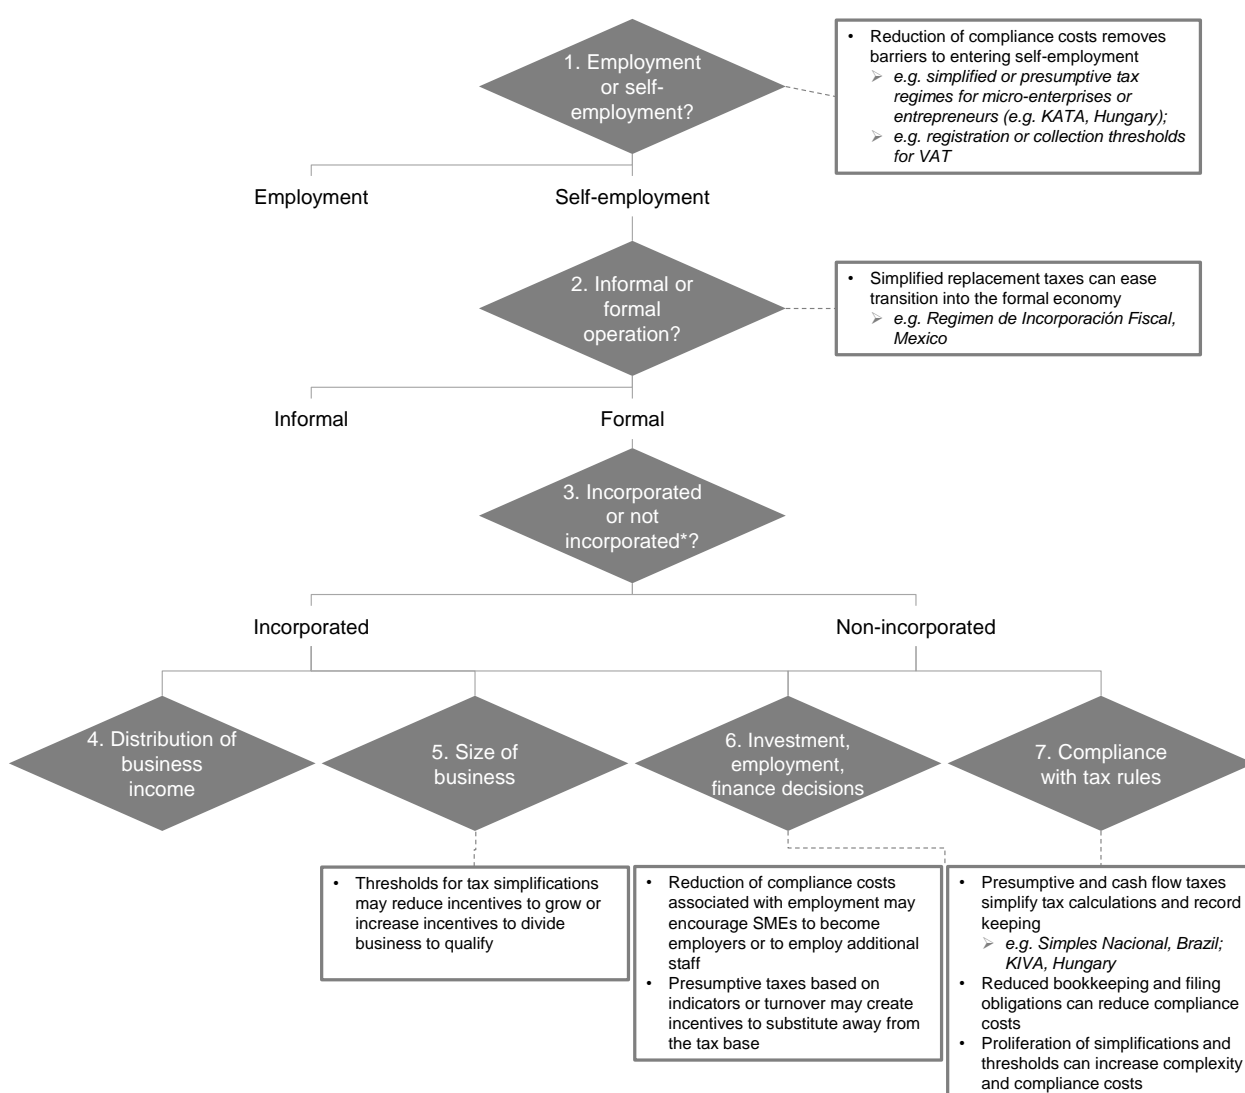 1. Employment
or self-
employment?
• Reduction of compliance costs removes
barriers to entering self-employment
➢ e.g. simplified or presumptive tax
regimes for micro-enterprises or
entrepreneurs (e.g. KATA, Hungary);
➢ e.g. registration or collection thresholds
for VAT
Employment
Self-employment
2. Informal or
formal
operation?
• Simplified replacement taxes can ease
transition into the formal economy
➢ e.g. Regimen de Incorporación Fiscal,
Mexico
Informal
Formal
3. Incorporated
or not
incorporated*?
Incorporated
Non-incorporated
4. Distribution of
business
income
5. Size of
business
6. Investment,
employment,
finance decisions
7. Compliance
with tax rules
• Thresholds for tax simplifications
may reduce incentives to grow or
increase incentives to divide
business to qualify
• Reduction of compliance costs
associated with employment may
encourage SMEs to become
employers or to employ additional
staff
• Presumptive taxes based on
indicators or turnover may create
incentives to substitute away from
the tax base
• Presumptive and cash flow taxes
simplify tax calculations and record
keeping
➢ e.g. Simples Nacional, Brazil;
KIVA, Hungary
• Reduced bookkeeping and filing
obligations can reduce compliance
costs
• Proliferation of simplifications and
thresholds can increase complexity
and compliance costs